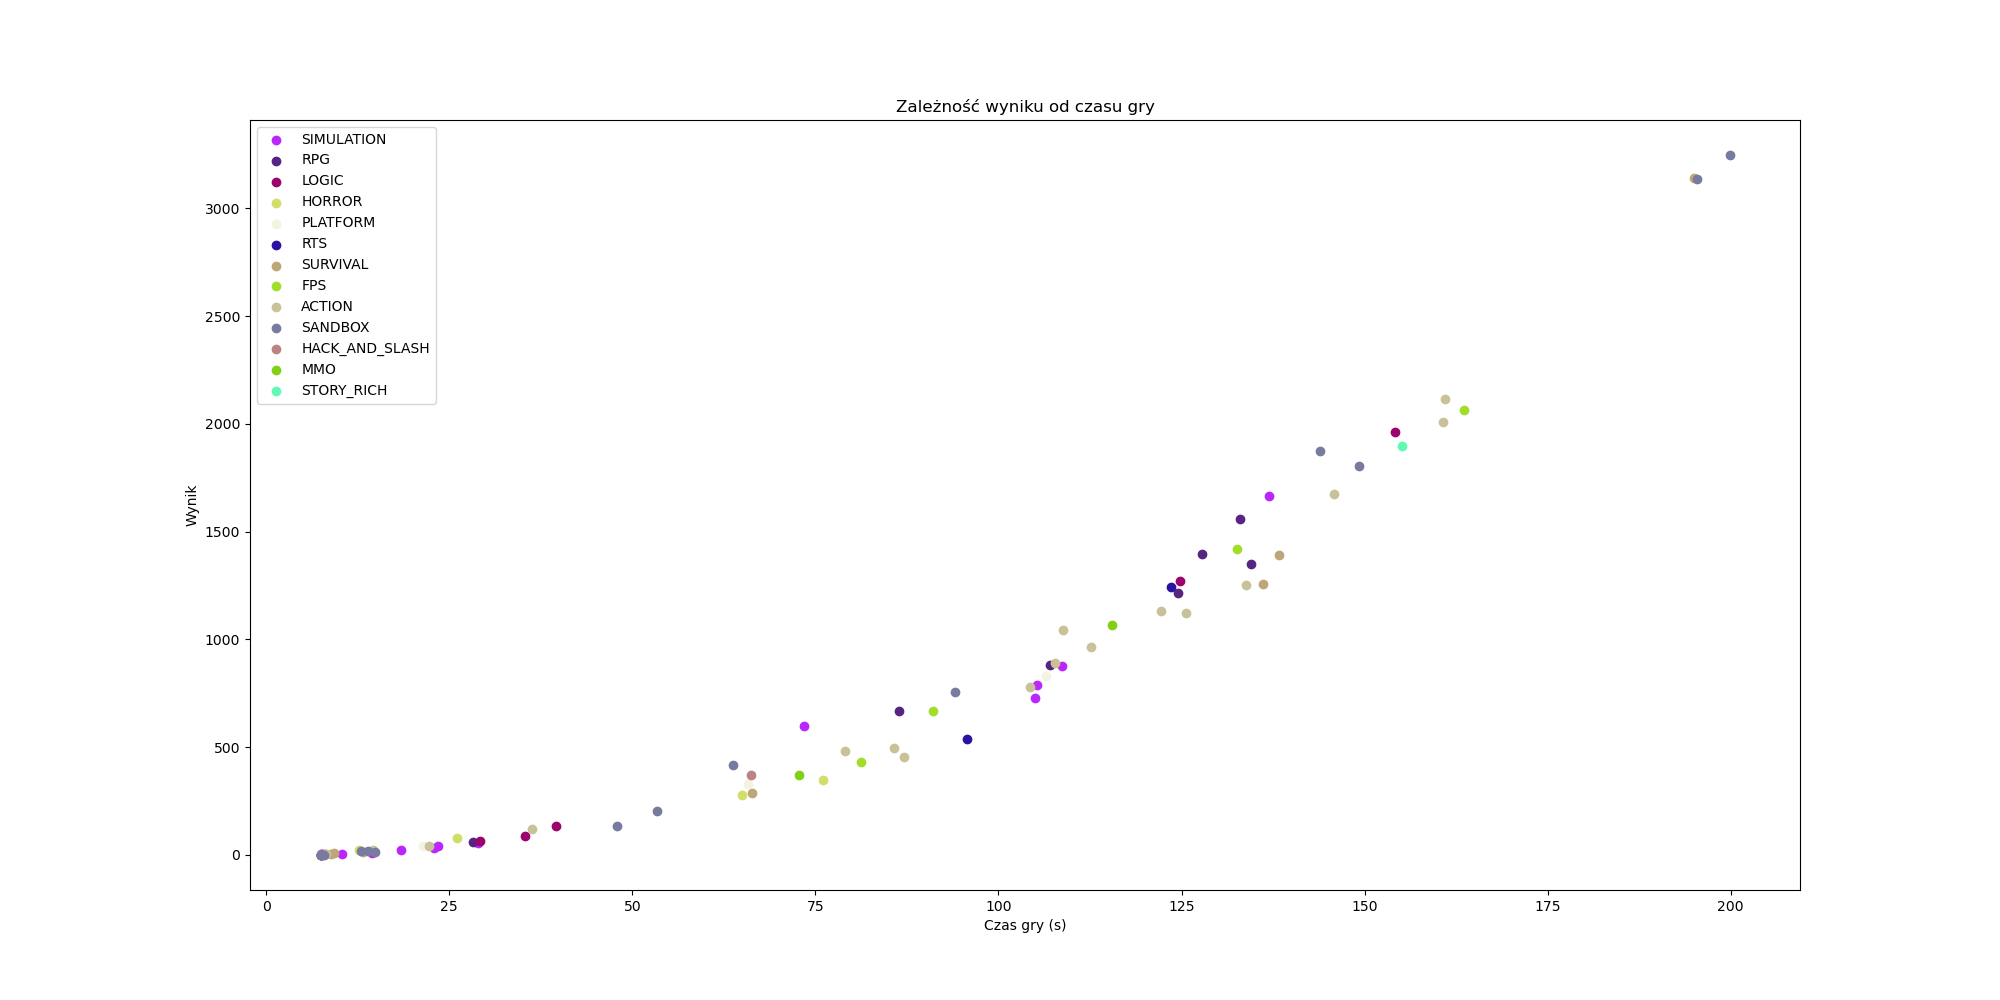 Zależność wyniku od czasu gry
SIMULATION
RPG
LOGIC
HORROR
PLATFORM
RTS
SURVIVAL
FPS
ACTION
SANDBOX
HACK_AND_SLASH
MMO
STORY_RICH
3000
2500
2000
1500
1000
500
0
Wynik
0 25 50 75 100 125 150 175 200
Czas gry (s)